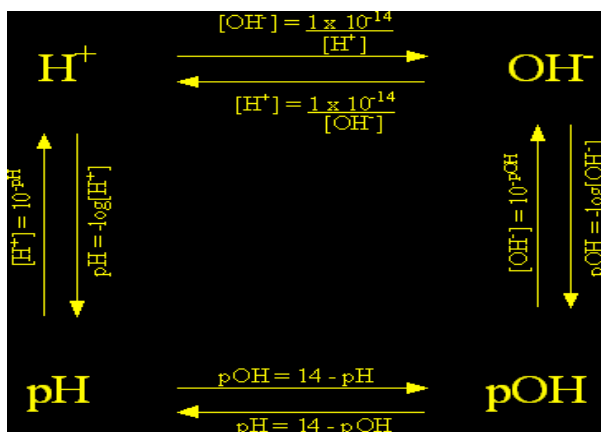 [OH⁻] = 1 x 10⁻¹⁴
[H⁺]
H⁺
OH⁻
[H⁺] = 1 x 10⁻¹⁴
[OH⁻]
[H⁺] = 10⁻ᵖᴴ
pH = -log[H⁺]
[OH⁻] = 10⁻ᵖᴼᴴ
pOH = -log[OH⁻]
pOH = 14 - pH
pH
pOH
pH = 14 - pOH